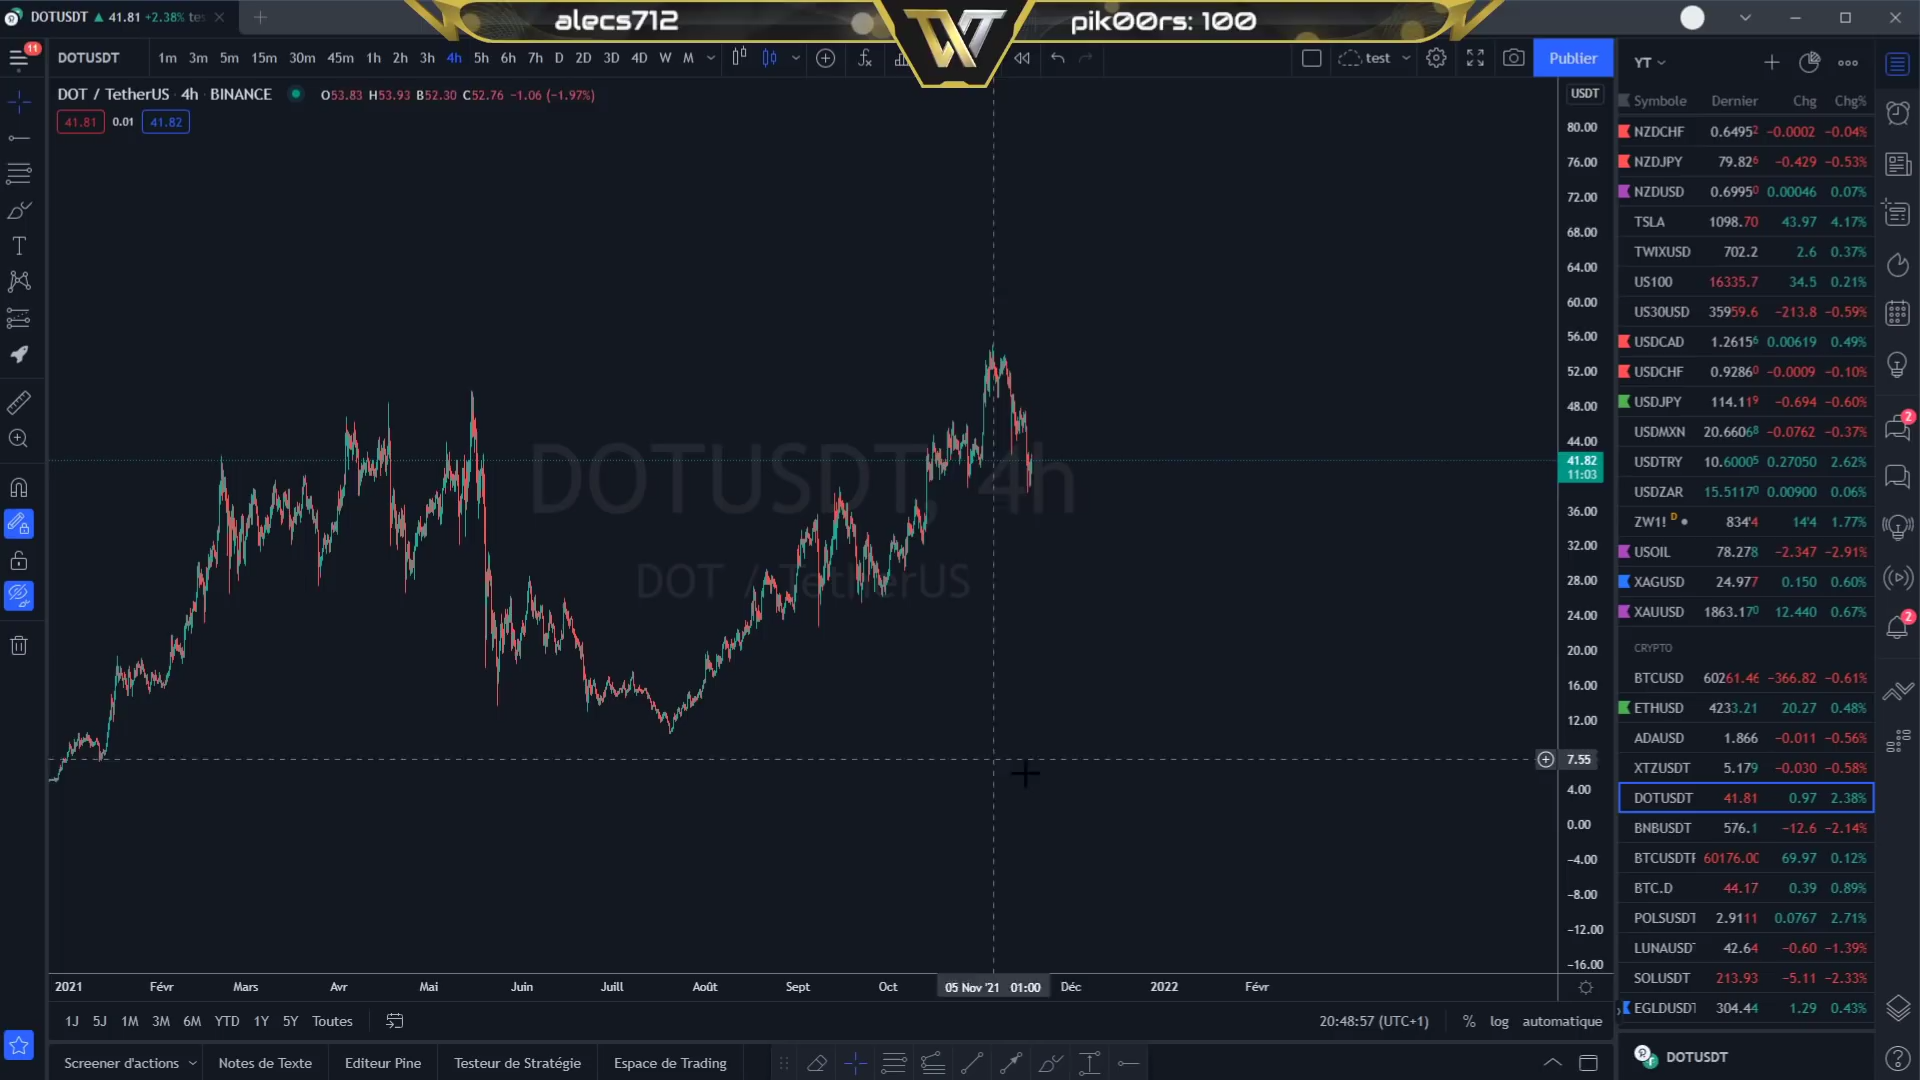 DOTUSDT ▲ 41.81 +2.38% tes
alecs712
pik00rs: 100
11
DOTUSDT 1m 3m 5m 15m 30m 45m 1h 2h 3h 4h 5h 6h 7h D 2D 3D 4D W M
test
Publier
YT
DOT / TetherUS 4h BINANCE O53.83 H53.93 B52.30 C52.76 −1.06 (−1.97%)
41.81 0.01 41.82
DOTUSDT, 4h
DOT / TetherUS
USDT
80.00
76.00
72.00
68.00
64.00
60.00
56.00
52.00
48.00
44.00
41.82
11:03
36.00
32.00
28.00
24.00
20.00
16.00
12.00
7.55
4.00
0.00
−4.00
−8.00
−12.00
−16.00
2021 Févr Mars Avr Mai Juin Juill Août Sept Oct 05 Nov '21 01:00 Déc 2022 Févr
1J 5J 1M 3M 6M YTD 1Y 5Y Toutes
20:48:57 (UTC+1) % log automatique
Screener d'actions Notes de Texte Editeur Pine Testeur de Stratégie Espace de Trading
Symbole Dernier Chg Chg%
NZDCHF 0.6495² −0.0002 −0.04%
NZDJPY 79.82⁶ −0.429 −0.53%
NZDUSD 0.6995⁰ 0.00046 0.07%
TSLA 1098.70 43.97 4.17%
TWIXUSD 702.2 2.6 0.37%
US100 16335.7 34.5 0.21%
US30USD 35959.6 −213.8 −0.59%
USDCAD 1.2615⁶ 0.00619 0.49%
USDCHF 0.9286⁰ −0.0009 −0.10%
USDJPY 114.11⁹ −0.694 −0.60%
USDMXN 20.6606⁸ −0.0762 −0.37%
USDTRY 10.6000⁵ 0.27050 2.62%
USDZAR 15.5117⁰ 0.00900 0.06%
ZW1! D 834'4 14'4 1.77%
USOIL 78.278 −2.347 −2.91%
XAGUSD 24.977 0.150 0.60%
XAUUSD 1863.17⁰ 12.440 0.67%
CRYPTO
BTCUSD 60261.46 −366.82 −0.61%
ETHUSD 4233.21 20.27 0.48%
ADAUSD 1.866 −0.011 −0.56%
XTZUSDT 5.179 −0.030 −0.58%
DOTUSDT 41.81 0.97 2.38%
BNBUSDT 576.1 −12.6 −2.14%
BTCUSDTF 60176.00 69.97 0.12%
BTC.D 44.17 0.39 0.89%
POLSUSDT 2.9111 0.0767 2.71%
LUNAUSD 42.64 −0.60 −1.39%
SOLUSDT 213.93 −5.11 −2.33%
EGLDUSDT 304.44 1.29 0.43%
DOTUSDT
2
2